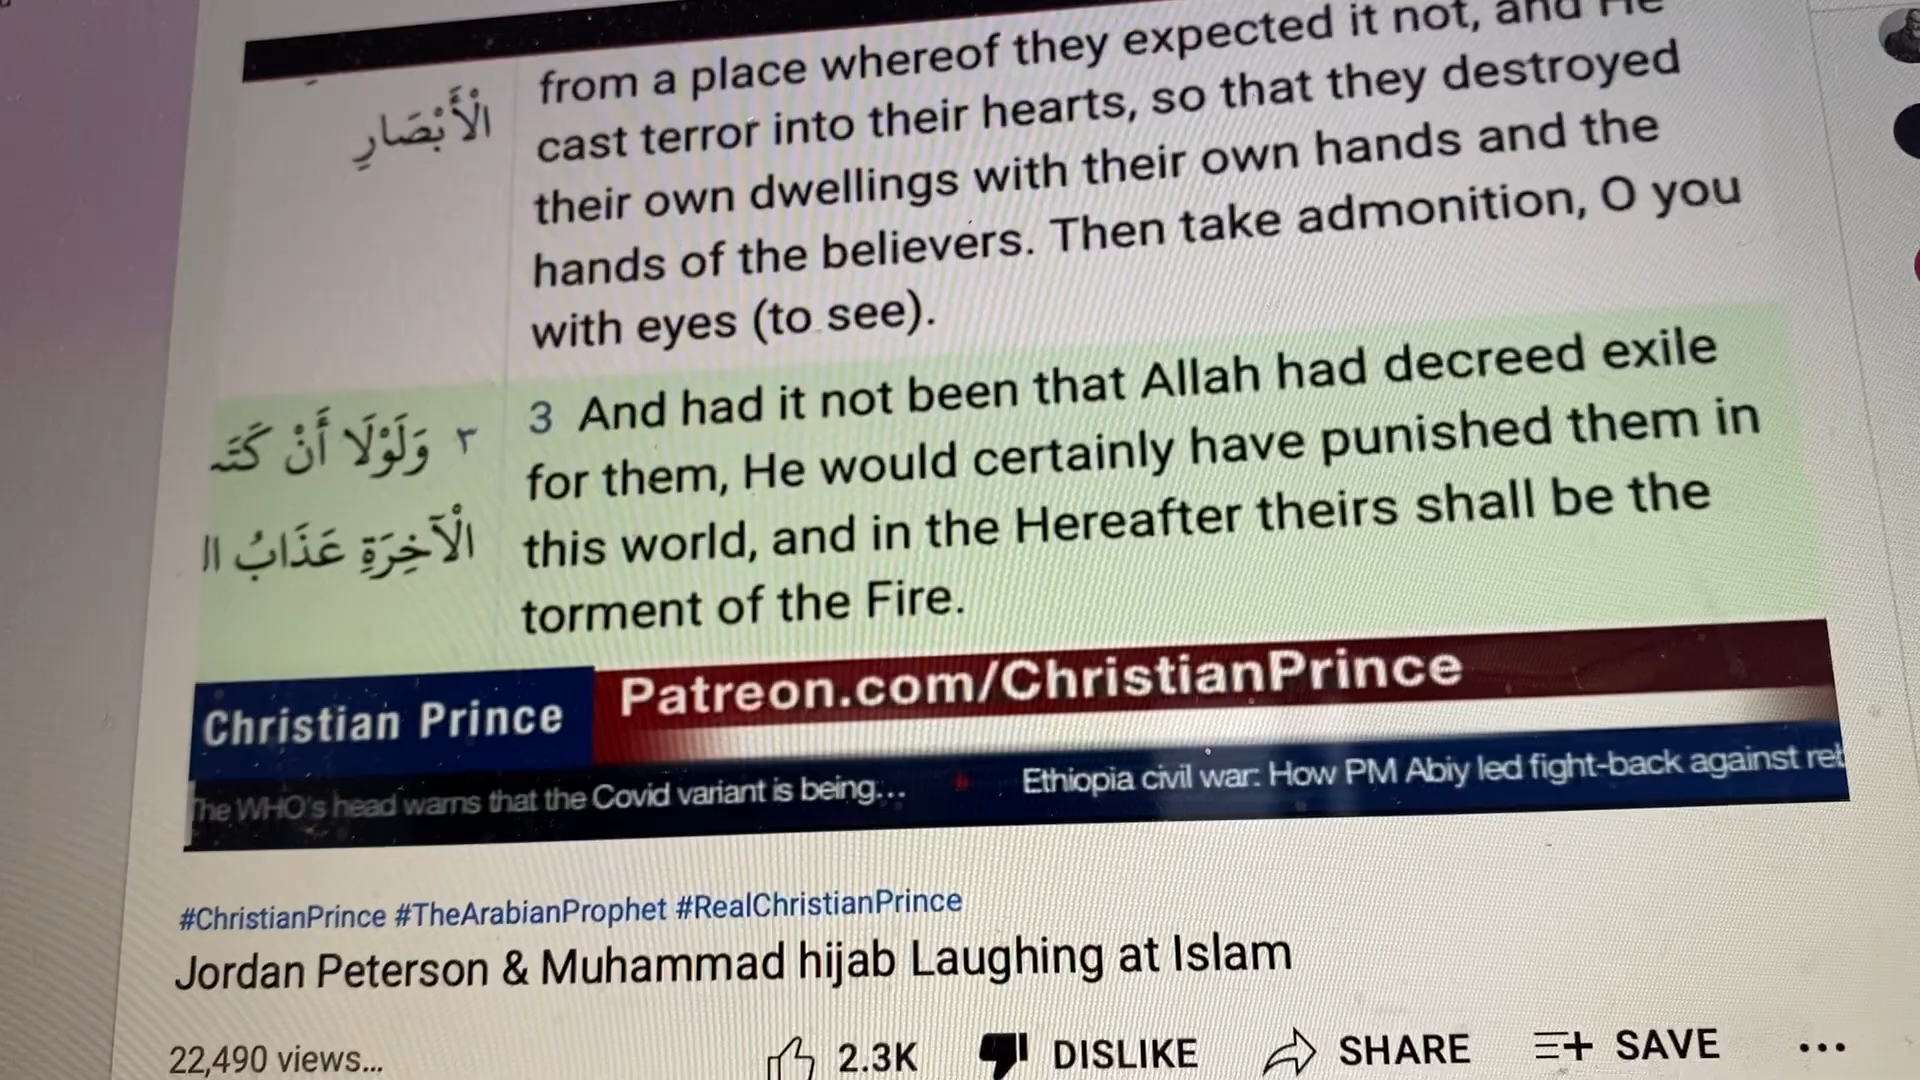 from a place whereof they expected it not, and He
الْأَبْصَارِ
cast terror into their hearts, so that they destroyed
their own dwellings with their own hands and the
hands of the believers. Then take admonition, O you
with eyes (to see).
3 And had it not been that Allah had decreed exile
٣ وَلَوْلَا أَنْ
for them, He would certainly have punished them in
this world, and in the Hereafter theirs shall be the
الْآخِرَةِ عَذَابُ
torment of the Fire.
Christian Prince
Patreon.com/ChristianPrince
The WHO's head warns that the Covid variant is being...
Ethiopia civil war: How PM Abiy led fight-back against
#ChristianPrince #TheArabianProphet #RealChristianPrince
Jordan Peterson & Muhammad hijab Laughing at Islam
22,490 views...
2.3K
DISLIKE
SHARE
SAVE